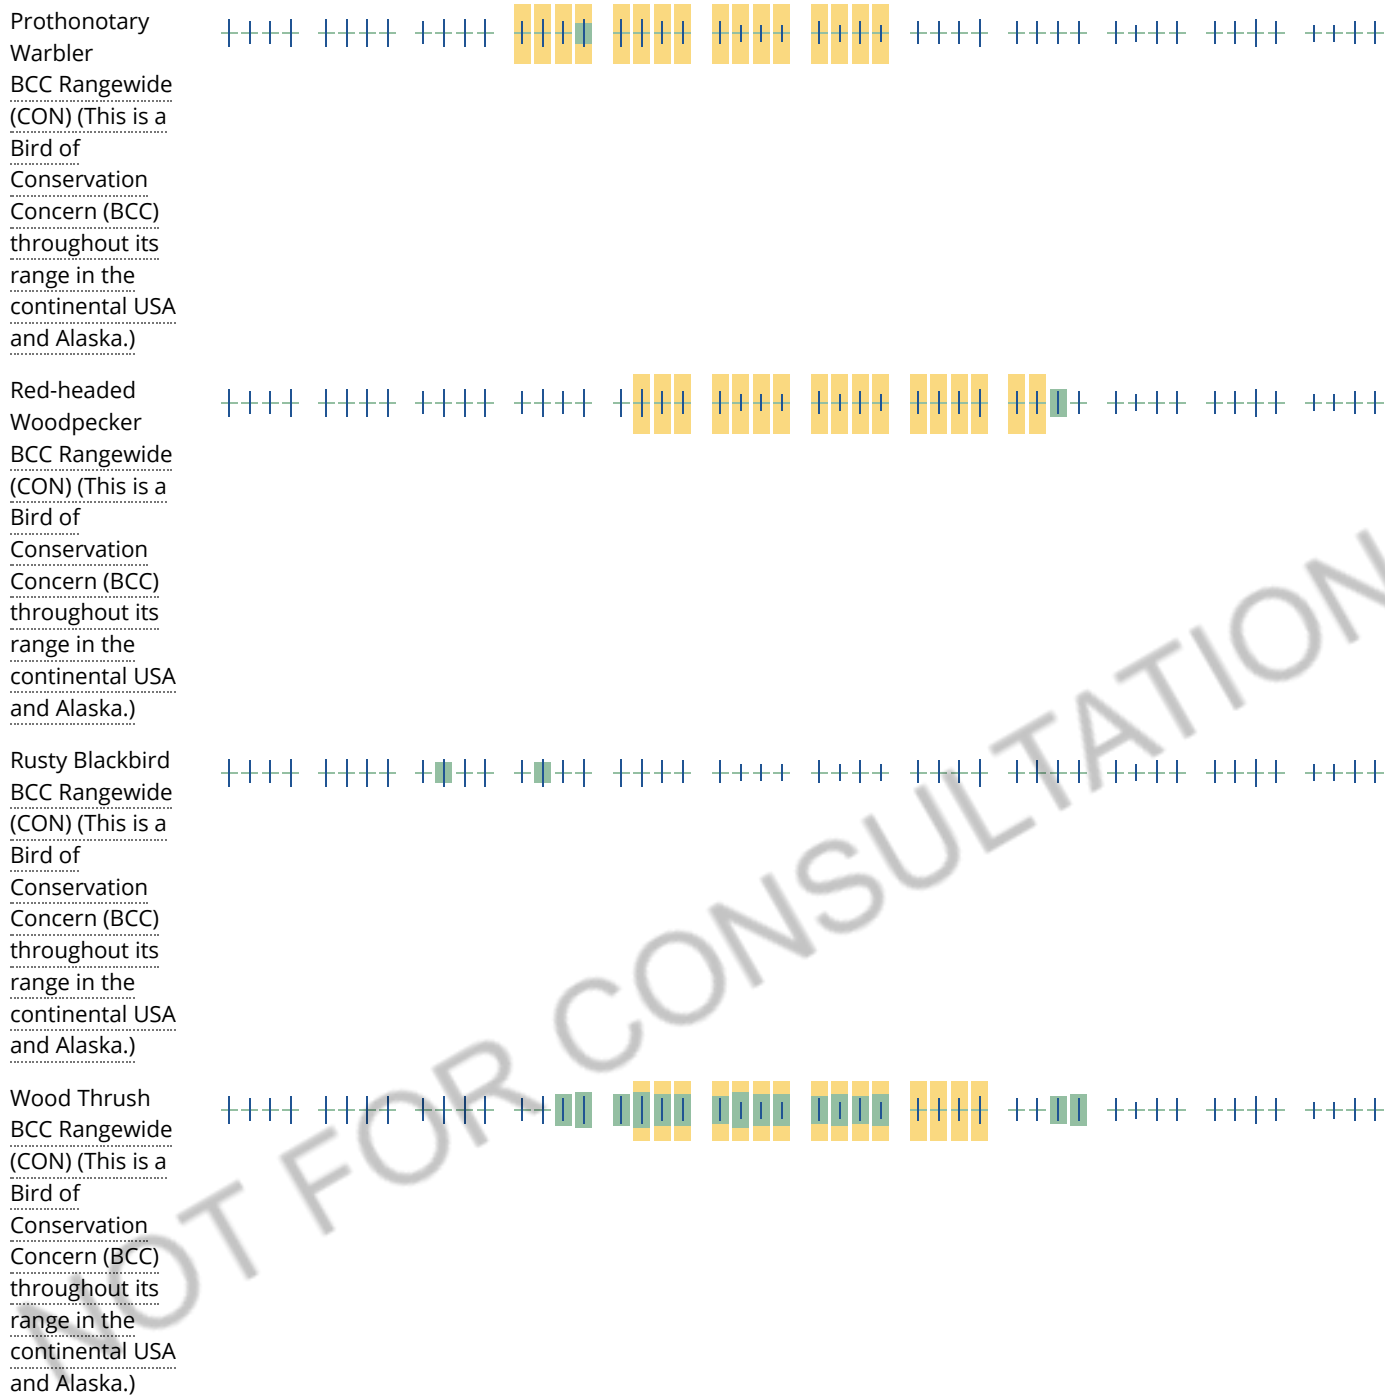 Prothonotary
Warbler
BCC Rangewide
(CON) (This is a
Bird of
Conservation
Concern (BCC)
throughout its
range in the
continental USA
and Alaska.)
Red-headed
Woodpecker
BCC Rangewide
(CON) (This is a
Bird of
Conservation
Concern (BCC)
throughout its
range in the
continental USA
and Alaska.)
Rusty Blackbird
BCC Rangewide
(CON) (This is a
Bird of
Conservation
Concern (BCC)
throughout its
range in the
continental USA
and Alaska.)
Wood Thrush
BCC Rangewide
(CON) (This is a
Bird of
Conservation
Concern (BCC)
throughout its
range in the
continental USA
and Alaska.)
NOT FOR CONSULTATION